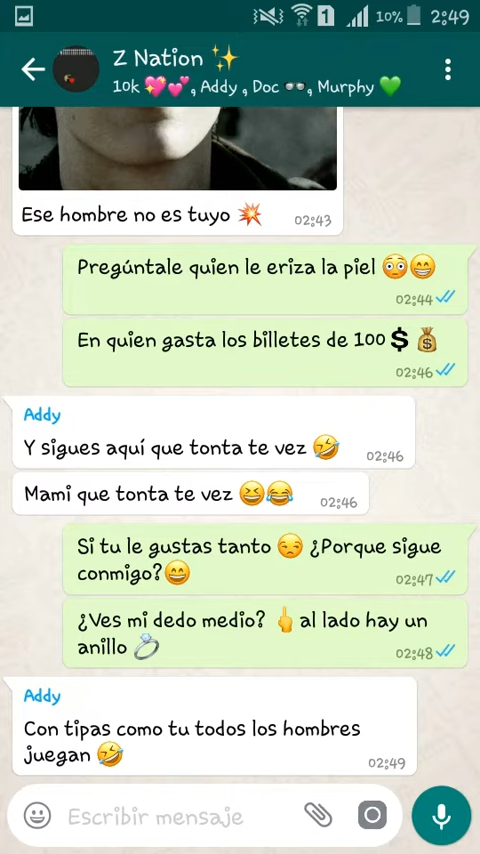 1 10% 2:49
Z Nation ✨
10k 💖💕, Addy , Doc 🕶, Murphy 💚
Ese hombre no es tuyo 💥 02:43
Pregúntale quien le eriza la piel 😳😁
02:44
En quien gasta los billetes de 100 💲 💰
02:46
Addy
Y sigues aquí que tonta te vez 🤣 02:46
Mami que tonta te vez 😆😂 02:46
Si tu le gustas tanto 😒 ¿Porque sigue
conmigo?😄 02:47
¿Ves mi dedo medio? 🖕al lado hay un
anillo 💍 02:48
Addy
Con tipas como tu todos los hombres
juegan 🤣 02:49
Escribir mensaje